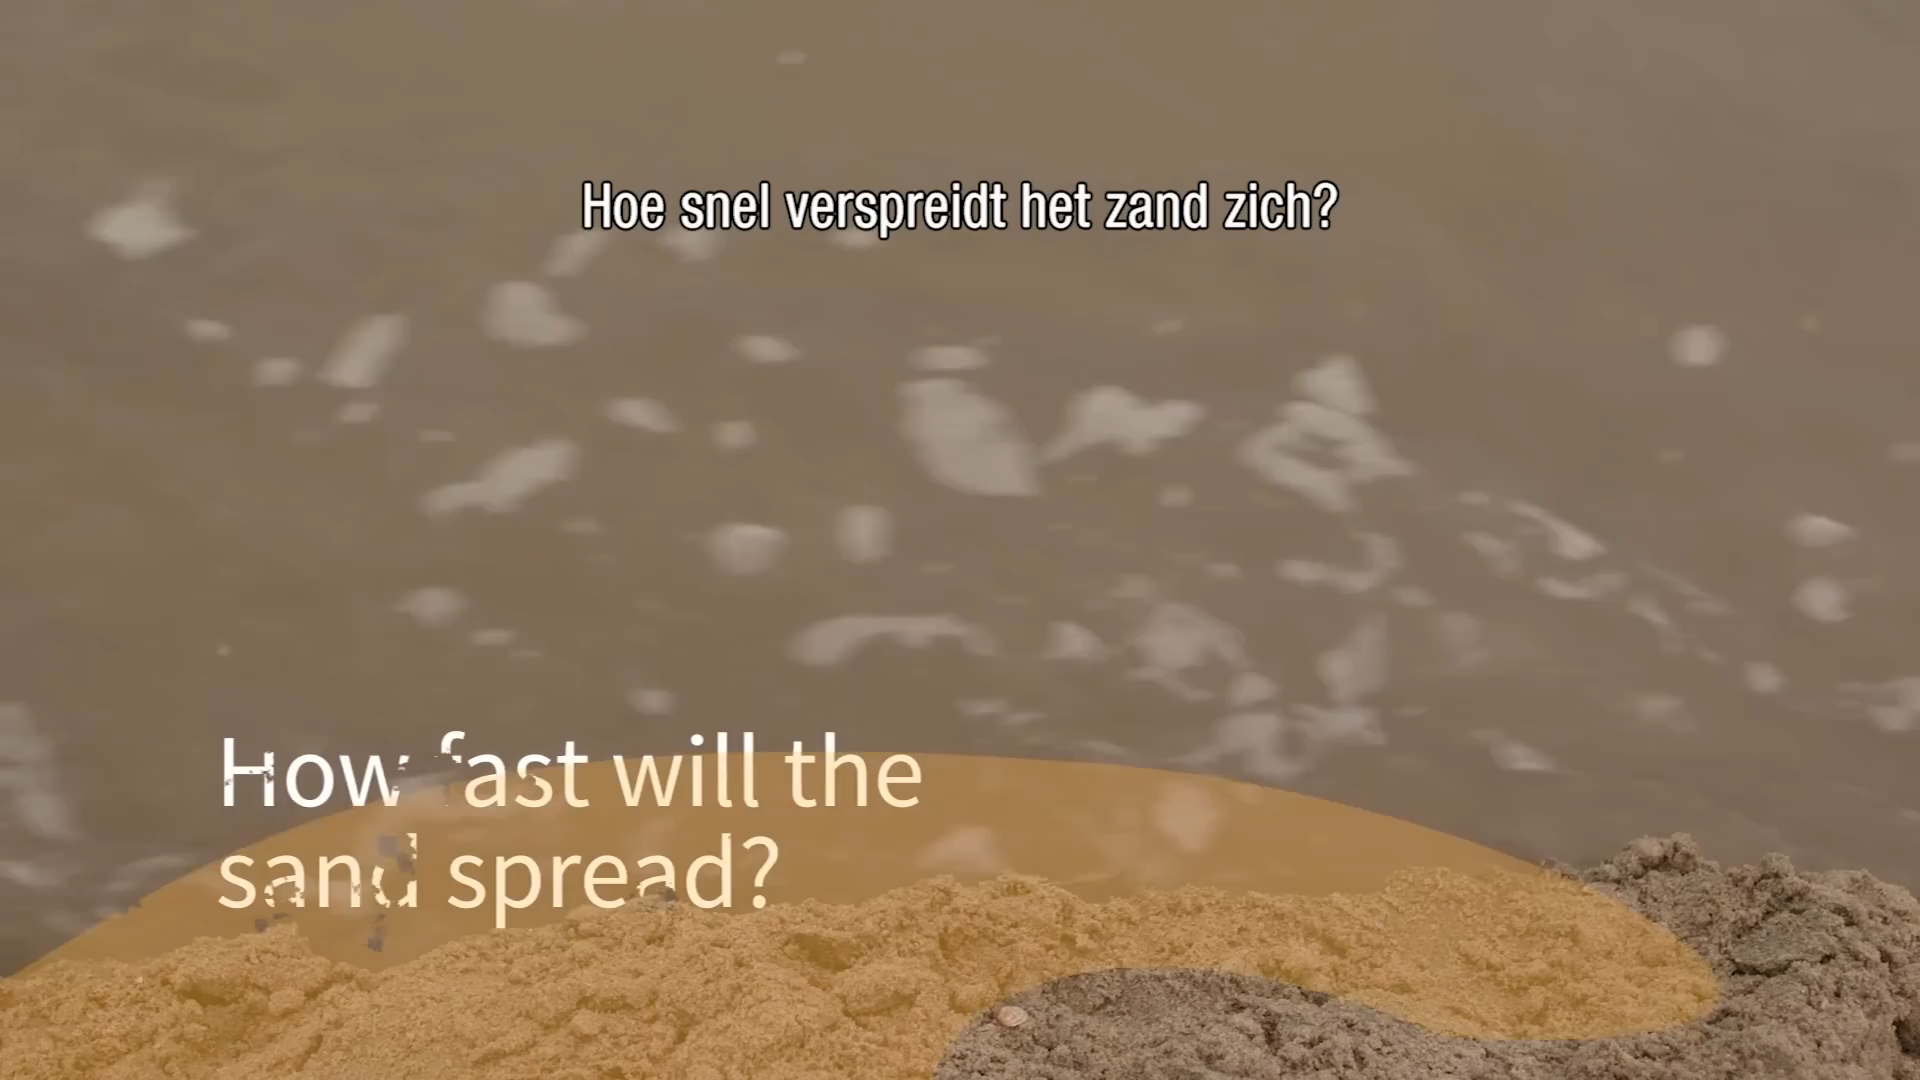 Hoe snel verspreidt het zand zich?
How fast will the
sand spread?